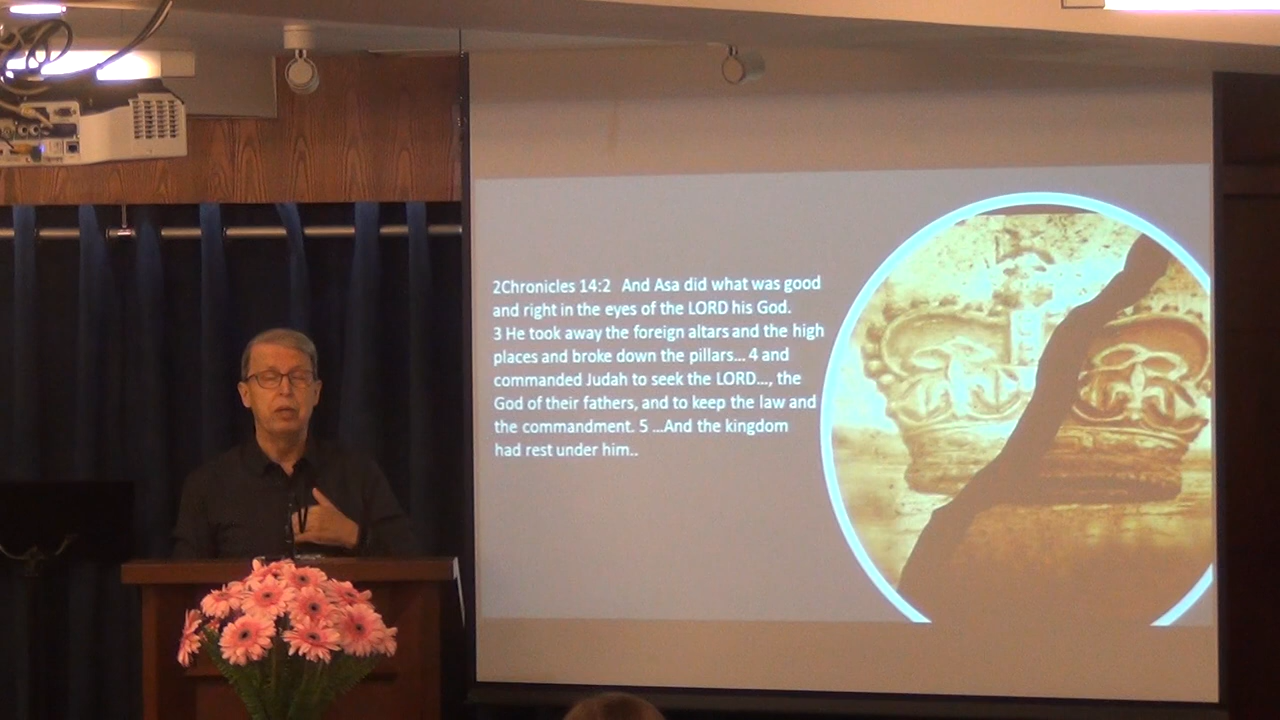 2Chronicles 14:2 And Asa did what was good
and right in the eyes of the LORD his God.
3 He took away the foreign altars and the high
places and broke down the pillars... 4 and
commanded Judah to seek the LORD..., the
God of their fathers, and to keep the law and
the commandment. 5 ...And the kingdom
had rest under him..